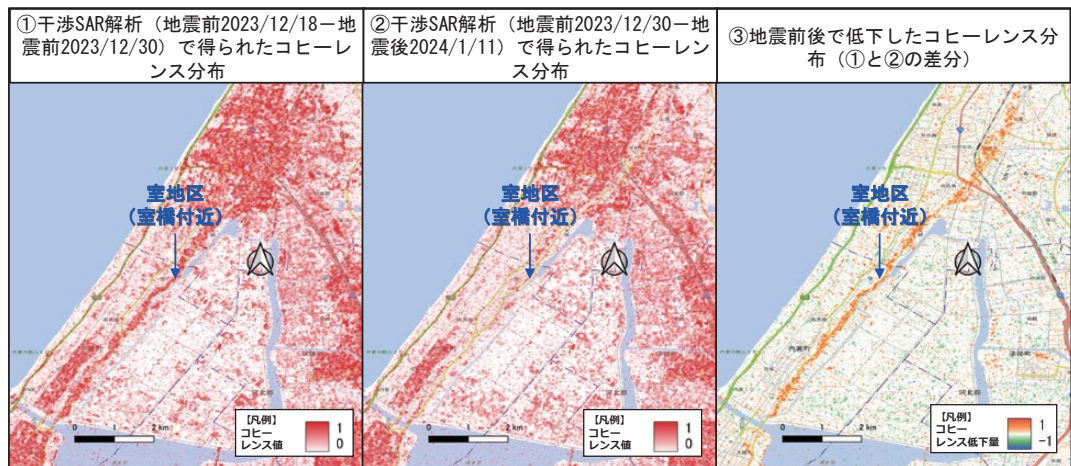 ①干渉SAR解析（地震前2023/12/18－地
震前2023/12/30）で得られたコヒーレ
ンス分布
②干渉SAR解析（地震前2023/12/30－地
震後2024/1/11）で得られたコヒーレン
ス分布
③地震前後で低下したコヒーレンス分
布（①と②の差分）
室地区
（室橋付近）
室地区
（室橋付近）
室地区
（室橋付近）
内灘町
0 1 2 km
【凡例】
コヒー
レンス値
1
0
0 1 2 km
【凡例】
コヒー
レンス値
1
0
0 1 2 km
【凡例】
コヒー
レンス低下量
1
-1